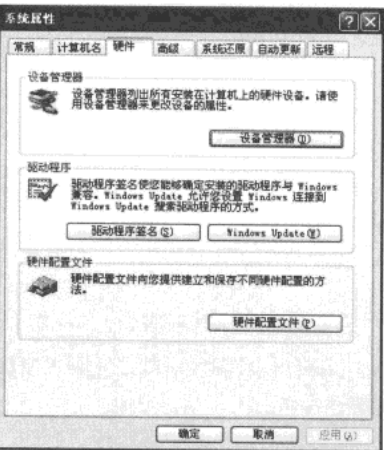 系统属性
常规 计算机名 硬件 高级 系统还原 自动更新 远程
设备管理器
设备管理器列出所有安装在计算机上的硬件设备。请使
用设备管理器来更改设备的属性。
设备管理器(D)
驱动程序
驱动程序签名使您能够确定安装的驱动程序与 Windows
兼容。Windows Update 允许您设置 Windows 连接到
Windows Update 搜索驱动程序的方式。
驱动程序签名(S) Windows Update(W)
硬件配置文件
硬件配置文件向您提供建立和保存不同硬件配置的方
法。
硬件配置文件(P)
确定 取消 应用(A)